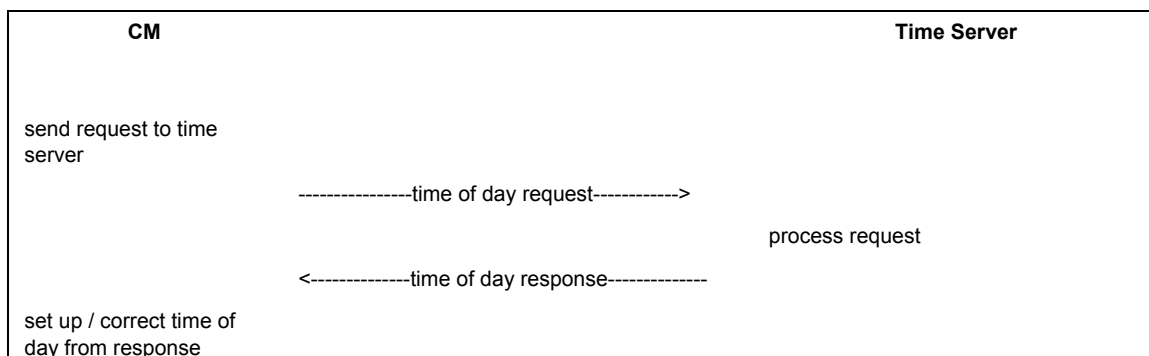 CM Time Server
send request to time
server
----------------time of day request------------>
process request
<--------------time of day response--------------
set up / correct time of
day from response